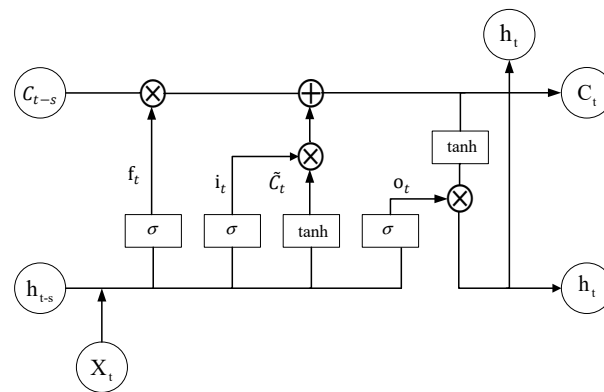 h_t
C_{t-s}
C_t
tanh
f_t
i_t
C̃_t
o_t
σ
σ
tanh
σ
h_{t-s}
h_t
X_t